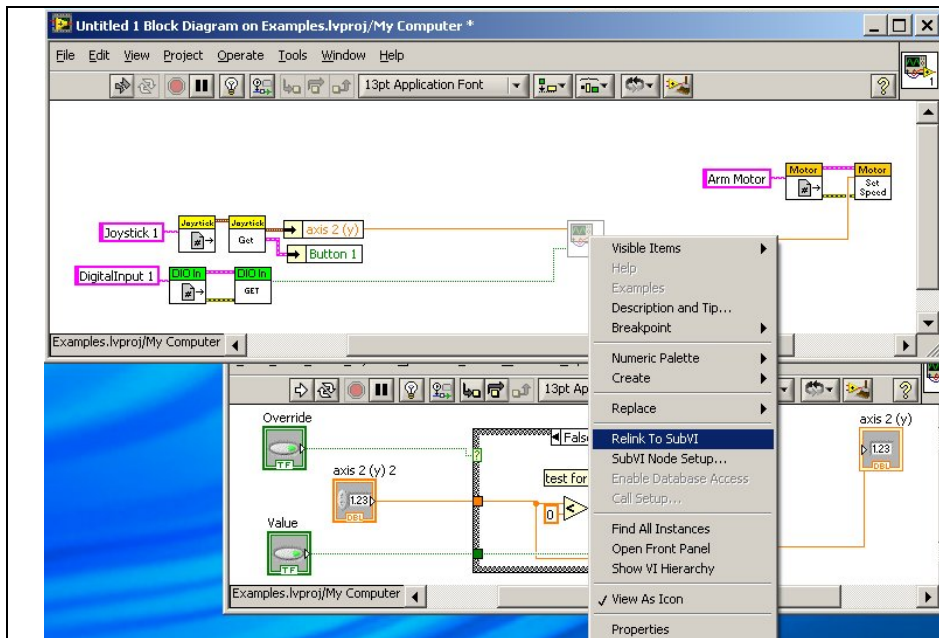 Untitled 1 Block Diagram on Examples.lvproj/My Computer *
File Edit View Project Operate Tools Window Help
13pt Application Font
1
Arm Motor
Motor
Motor
Set
Speed
Joystick 1
Joystick
Joystick
Get
axis 2 (y)
Button 1
DigitalInput 1
DIO In
DIO In
GET
Examples.lvproj/My Computer
Visible Items
Help
Examples
Description and Tip...
Breakpoint
Numeric Palette
Create
Replace
Relink To SubVI
SubVI Node Setup...
Enable Database Access
Call Setup...
Find All Instances
Open Front Panel
Show VI Hierarchy
View As Icon
Properties
13pt Ap
Override
TF
axis 2 (y) 2
1.23
DBL
Value
TF
?
Fals
test for
0
<
axis 2 (y)
1.23
DBL
Examples.lvproj/My Computer